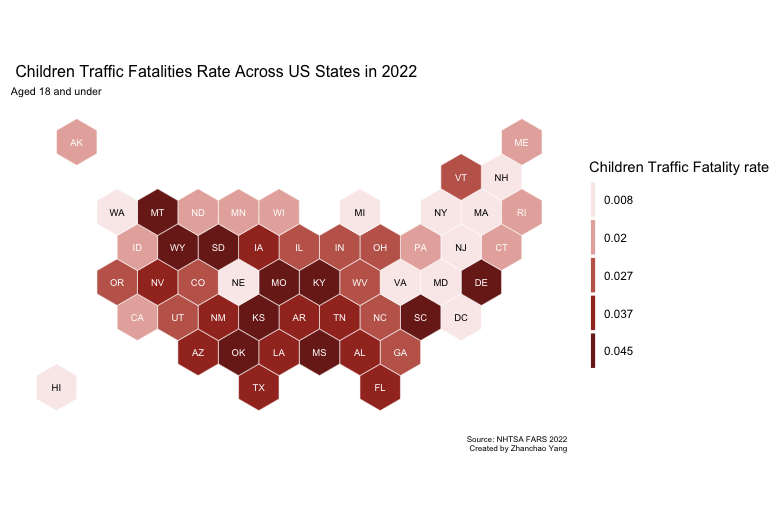 Children Traffic Fatalities Rate Across US States in 2022
Aged 18 and under
AK
ME
VT
NH
WA
MT
ND
MN
WI
MI
NY
MA
RI
ID
WY
SD
IA
IL
IN
OH
PA
NJ
CT
OR
NV
CO
NE
MO
KY
WV
VA
MD
DE
CA
UT
NM
KS
AR
TN
NC
SC
DC
AZ
OK
LA
MS
AL
GA
HI
TX
FL
Children Traffic Fatality rate
0.008
0.02
0.027
0.037
0.045
Source: NHTSA FARS 2022
Created by Zhanchao Yang